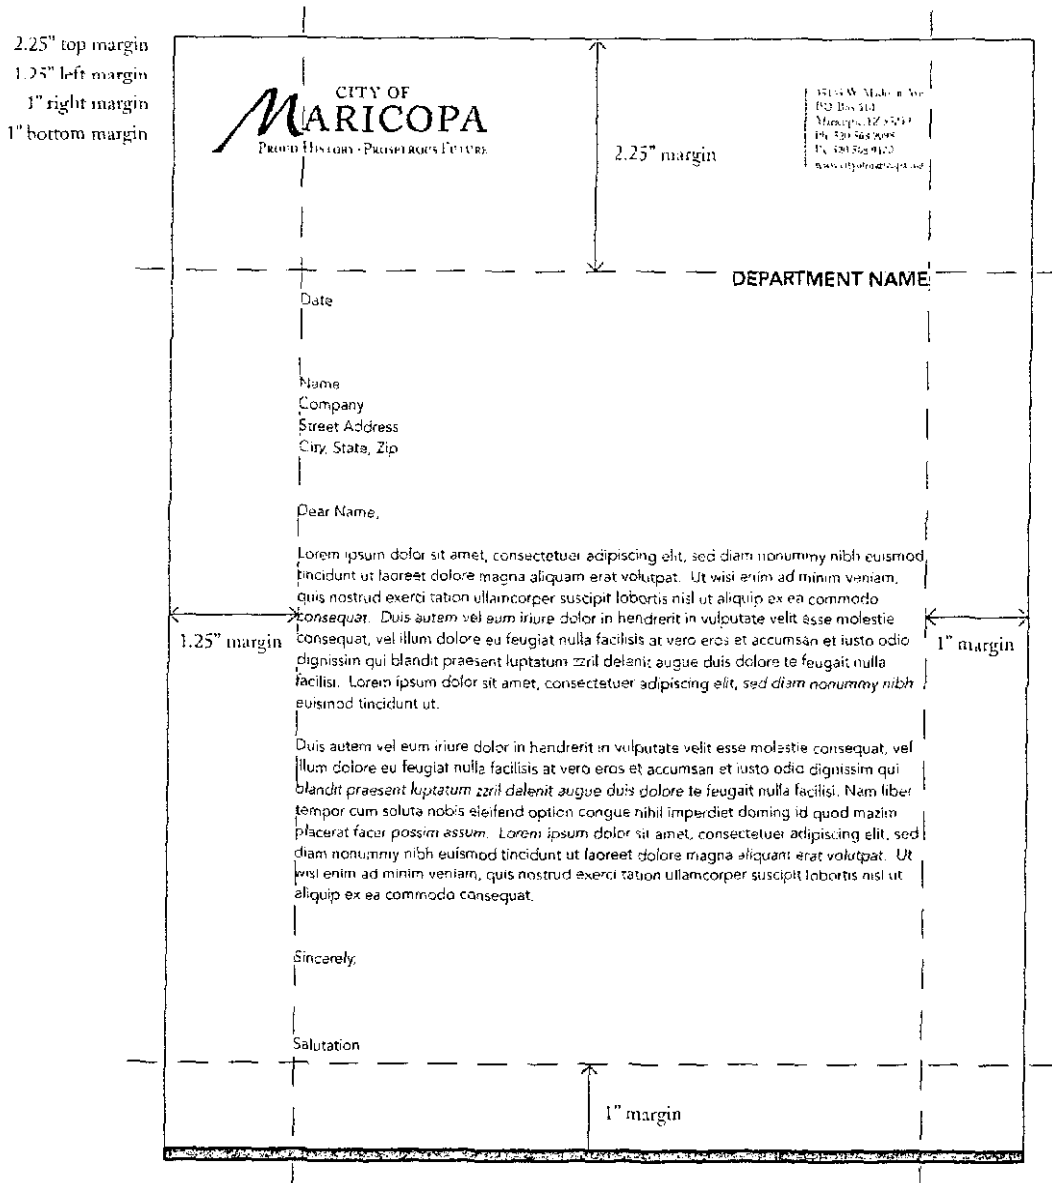 2.25" top margin
1.25" left margin
1" right margin
1" bottom margin
CITY OF
MARICOPA
PROUD HISTORY · PROSPEROUS FUTURE
W.
PO Box
Maricopa, AZ
Ph: 520
Fx: 520
2.25" margin
DEPARTMENT NAME
Date
Name
Company
Street Address
City, State, Zip
Dear Name,
Lorem ipsum dolor sit amet, consectetuer adipiscing elit, sed diam nonummy nibh euismod
tincidunt ut laoreet dolore magna aliquam erat volutpat. Ut wisi enim ad minim veniam,
quis nostrud exerci tation ullamcorper suscipit lobortis nisl ut aliquip ex ea commodo
consequat. Duis autem vel eum iriure dolor in hendrerit in vulputate velit esse molestie
consequat, vel illum dolore eu feugiat nulla facilisis at vero eros et accumsan et iusto odio
dignissim qui blandit praesent luptatum zzril delenit augue duis dolore te feugait nulla
facilisi. Lorem ipsum dolor sit amet, consectetuer adipiscing elit, sed diam nonummy nibh
euismod tincidunt ut.
1.25" margin
1" margin
Duis autem vel eum iriure dolor in hendrerit in vulputate velit esse molestie consequat, vel
illum dolore eu feugiat nulla facilisis at vero eros et accumsan et iusto odio dignissim qui
blandit praesent luptatum zzril delenit augue duis dolore te feugait nulla facilisi. Nam liber
tempor cum soluta nobis eleifend option congue nihil imperdiet doming id quod mazim
placerat facer possim assum. Lorem ipsum dolor sit amet, consectetuer adipiscing elit, sed
diam nonummy nibh euismod tincidunt ut laoreet dolore magna aliquam erat volutpat. Ut
wisi enim ad minim veniam, quis nostrud exerci tation ullamcorper suscipit lobortis nisl ut
aliquip ex ea commodo consequat.
Sincerely,
Salutation
1" margin